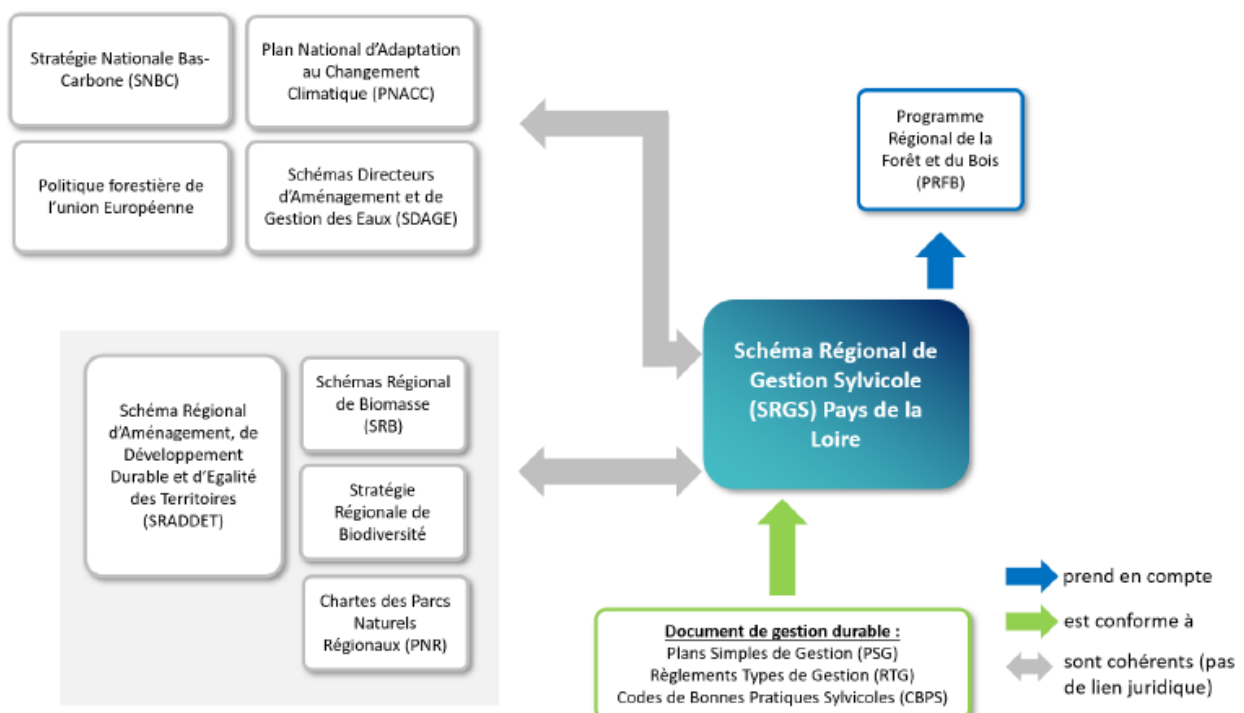 Stratégie Nationale Bas-
Carbone (SNBC)
Plan National d'Adaptation
au Changement
Climatique (PNACC)
Politique forestière de
l'union Européenne
Schémas Directeurs
d'Aménagement et de
Gestion des Eaux (SDAGE)
Programme
Régional de la
Forêt et du Bois
(PRFB)
Schéma Régional de
Gestion Sylvicole
(SRGS) Pays de la
Loire
Schéma Régional
d'Aménagement, de
Développement
Durable et d'Egalité
des Territoires
(SRADDET)
Schémas Régional
de Biomasse
(SRB)
Stratégie
Régionale de
Biodiversité
Chartes des Parcs
Naturels
Régionaux (PNR)
Document de gestion durable :
Plans Simples de Gestion (PSG)
Règlements Types de Gestion (RTG)
Codes de Bonnes Pratiques Sylvicoles (CBPS)
prend en compte
est conforme à
sont cohérents (pas
de lien juridique)